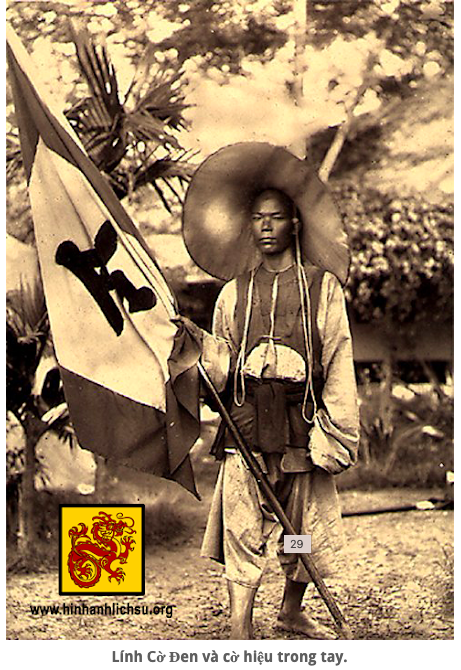 29
www.hinhanhlichsu.org
Lính Cờ Đen và cờ hiệu trong tay.